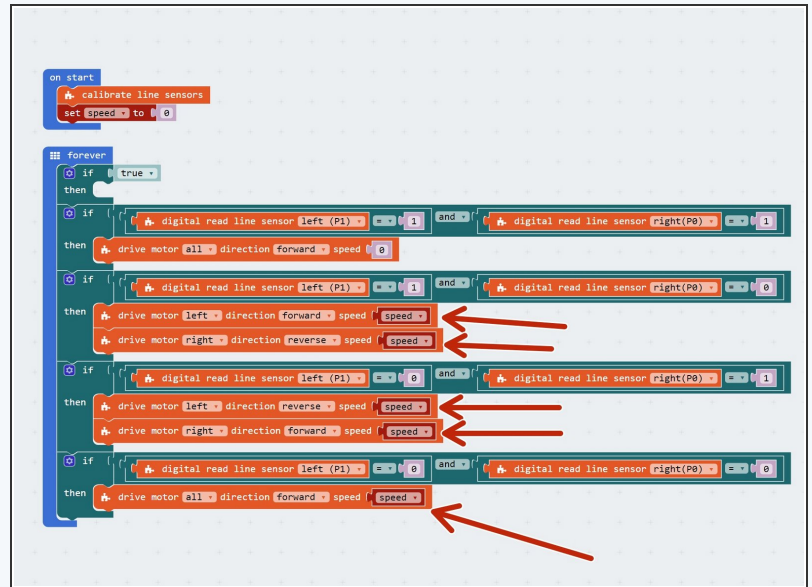 on start
calibrate line sensors
set speed to 0
forever
if true
then
if digital read line sensor left (P1) = 1 and digital read line sensor right(P0) = 1
then drive motor all direction forward speed 0
if digital read line sensor left (P1) = 1 and digital read line sensor right(P0) = 0
then drive motor left direction forward speed speed
drive motor right direction reverse speed speed
if digital read line sensor left (P1) = 0 and digital read line sensor right(P0) = 1
then drive motor left direction reverse speed speed
drive motor right direction forward speed speed
if digital read line sensor left (P1) = 0 and digital read line sensor right(P0) = 0
then drive motor all direction forward speed speed